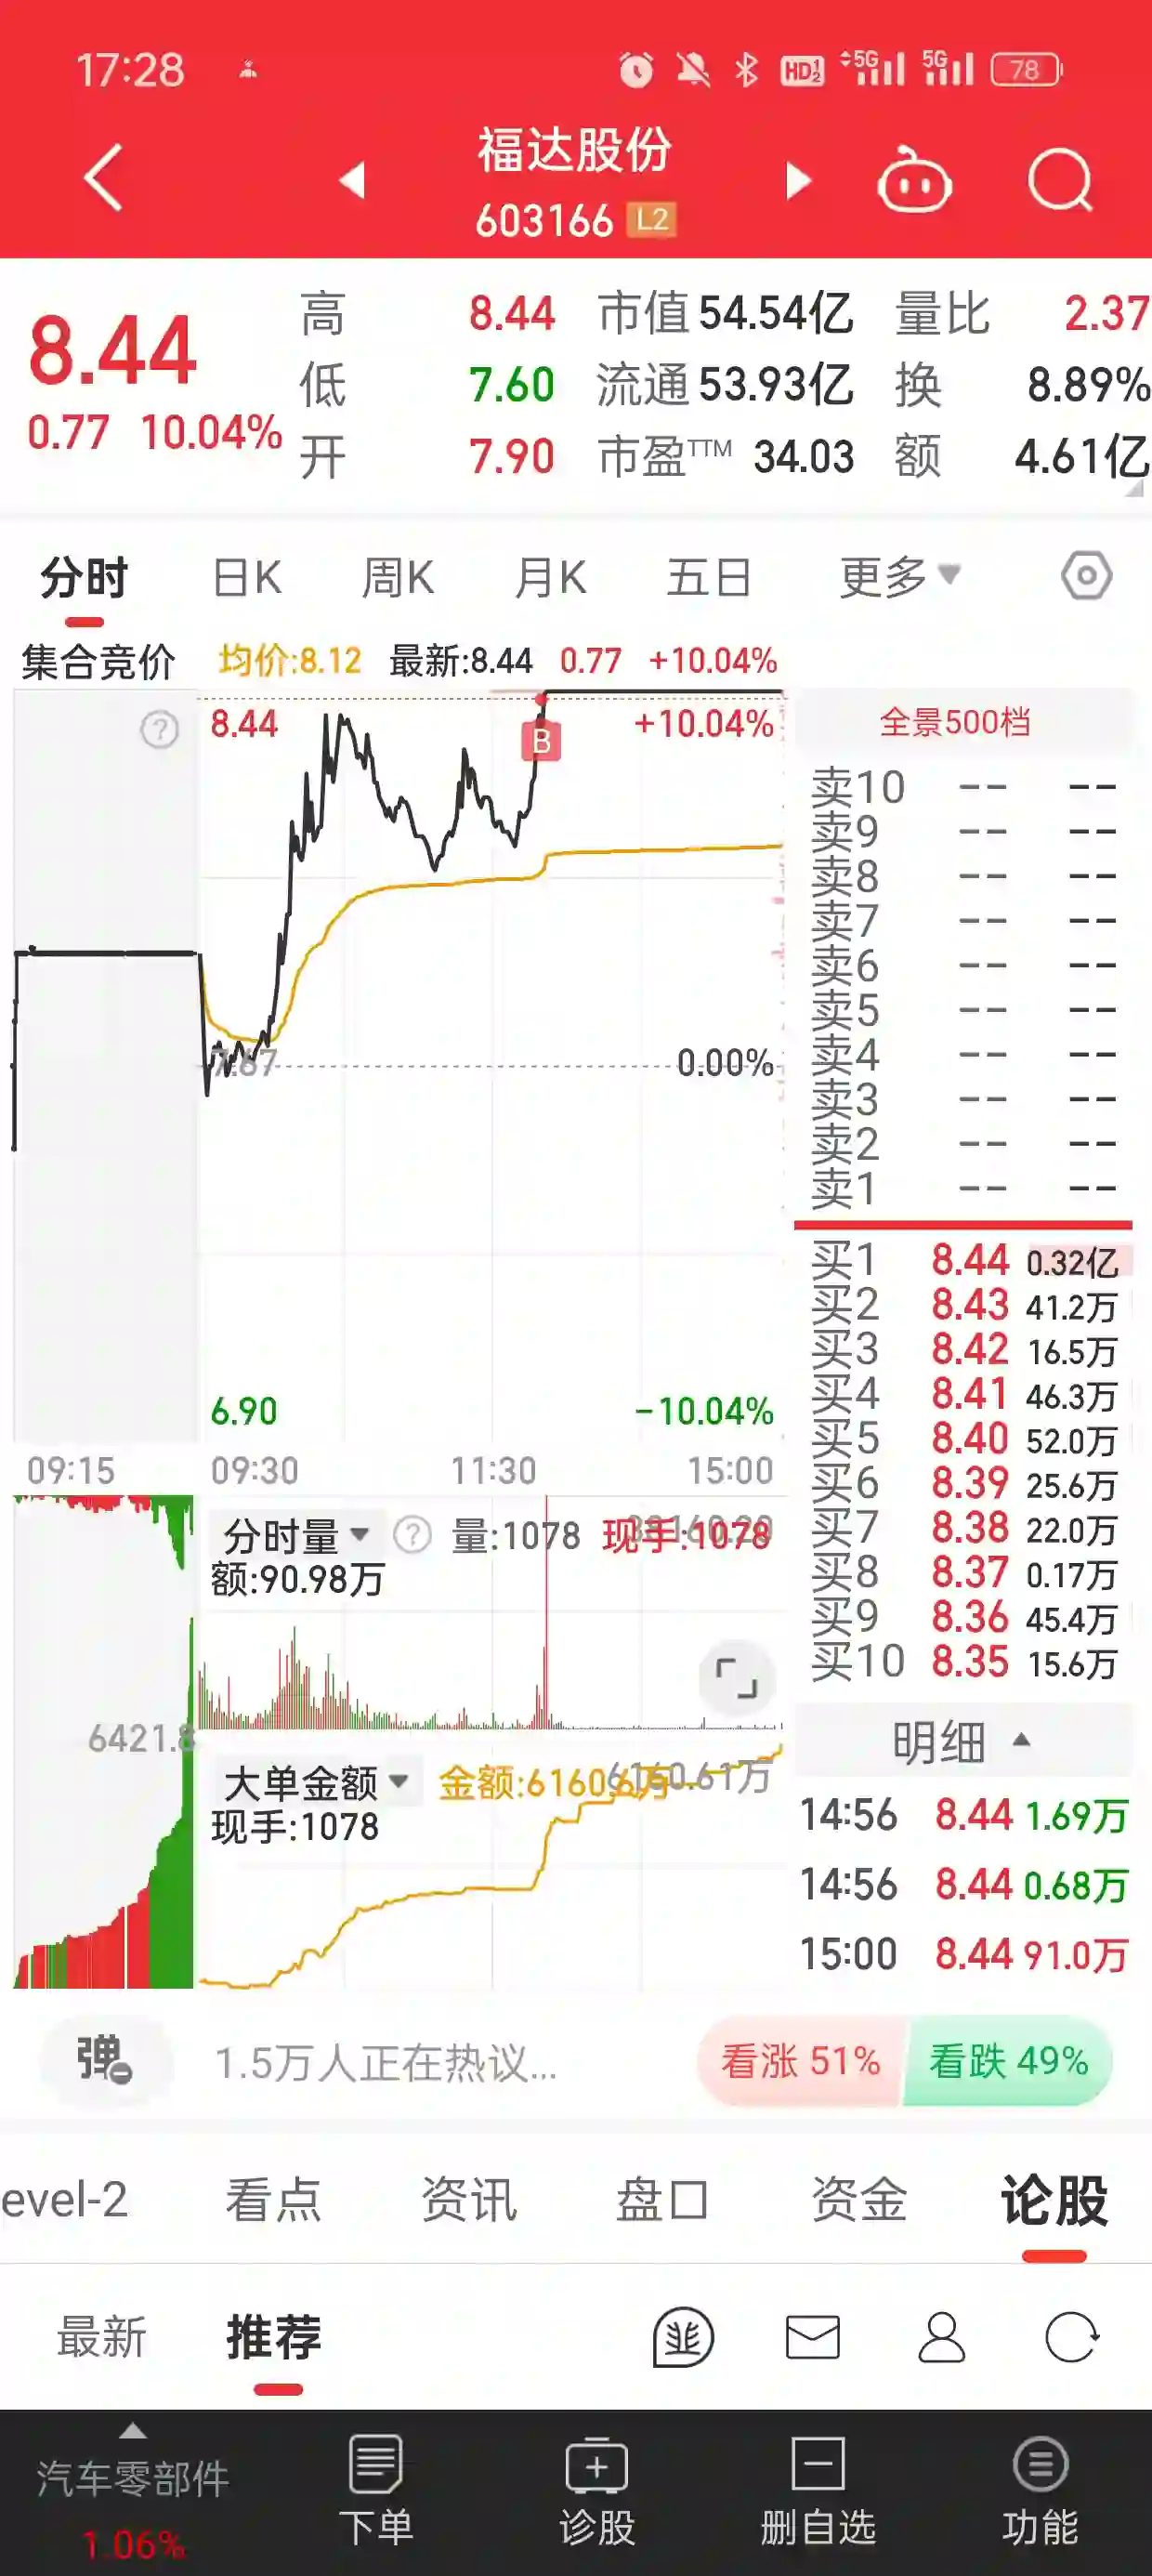 17:28 HD 1 2 5G 5G 78
福达股份
603166 L2
8.44
0.77 10.04%
高 8.44 市值 54.54亿 量比 2.37
低 7.60 流通 53.93亿 换 8.89%
开 7.90 市盈TTM 34.03 额 4.61亿
分时 日K 周K 月K 五日 更多
集合竞价 均价:8.12 最新:8.44 0.77 +10.04%
? 8.44 +10.04%
B
7.67 0.00%
6.90 -10.04%
09:15 09:30 11:30 15:00
全景500档
卖10 -- --
卖9 -- --
卖8 -- --
卖7 -- --
卖6 -- --
卖5 -- --
卖4 -- --
卖3 -- --
卖2 -- --
卖1 -- --
买1 8.44 0.32亿
买2 8.43 41.2万
买3 8.42 16.5万
买4 8.41 46.3万
买5 8.40 52.0万
买6 8.39 25.6万
买7 8.38 22.0万
买8 8.37 0.17万
买9 8.36 45.4万
买10 8.35 15.6万
分时量 ? 量:1078 现手:1078
额:90.98万
6421.8
大单金额 金额:6160.6万 6160.61万
现手:1078
明细
14:56 8.44 1.69万
14:56 8.44 0.68万
15:00 8.44 91.0万
弹 1.5万人正在热议... 看涨 51% 看跌 49%
evel-2 看点 资讯 盘口 资金 论股
最新 推荐
汽车零部件 下单 诊股 删自选 功能
1.06%